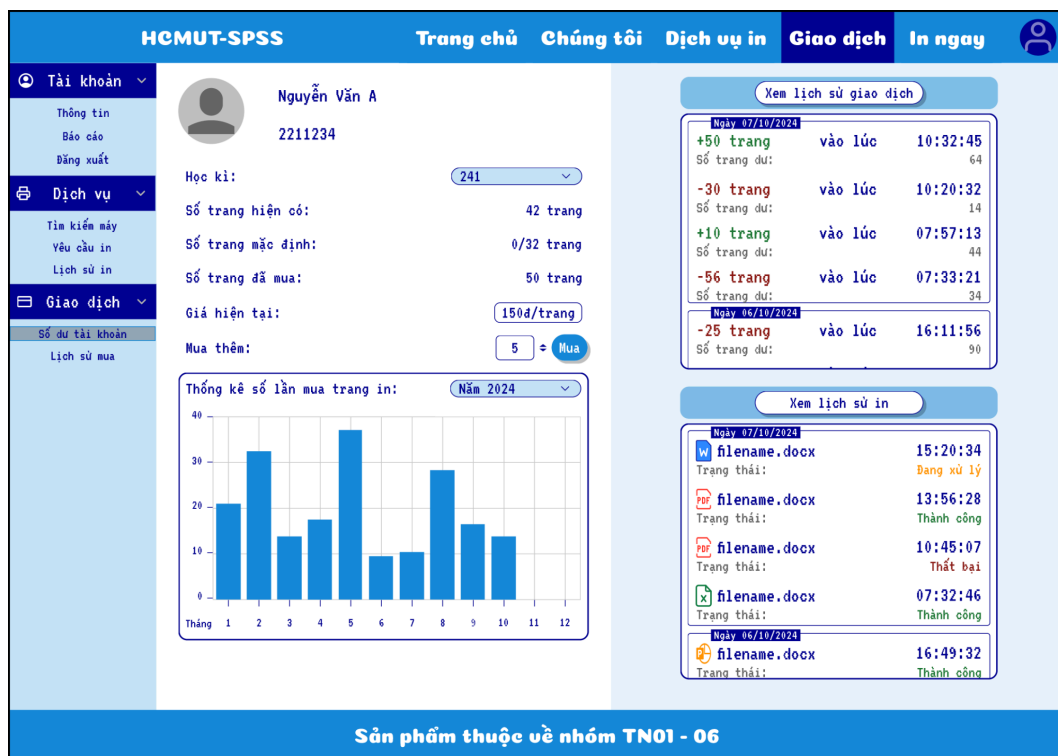 HCMUT-SPSS
Trang chủ Chúng tôi Dịch vụ in Giao dịch In ngay
Tài khoản
Thông tin
Báo cáo
Đăng xuất
Dịch vụ
Tìm kiếm máy
Yêu cầu in
Lịch sử in
Giao dịch
Số dư tài khoản
Lịch sử mua
Nguyễn Văn A
2211234
Học kì: 241
Số trang hiện có: 42 trang
Số trang mặc định: 0/32 trang
Số trang đã mua: 50 trang
Giá hiện tại: 150đ/trang
Mua thêm: 5 Mua
Thống kê số lần mua trang in: Năm 2024
40
30
20
10
0
Tháng 1 2 3 4 5 6 7 8 9 10 11 12
Xem lịch sử giao dịch
Ngày 07/10/2024
+50 trang vào lúc 10:32:45
Số trang dư: 64
-30 trang vào lúc 10:20:32
Số trang dư: 14
+10 trang vào lúc 07:57:13
Số trang dư: 44
-56 trang vào lúc 07:33:21
Số trang dư: 34
Ngày 06/10/2024
-25 trang vào lúc 16:11:56
Số trang dư: 90
Xem lịch sử in
Ngày 07/10/2024
W filename.docx 15:20:34
Trạng thái: Đang xử lý
PDF filename.docx 13:56:28
Trạng thái: Thành công
PDF filename.docx 10:45:07
Trạng thái: Thất bại
X filename.docx 07:32:46
Trạng thái: Thành công
Ngày 06/10/2024
P filename.docx 16:49:32
Trạng thái: Thành công
Sản phẩm thuộc về nhóm TN01 - 06